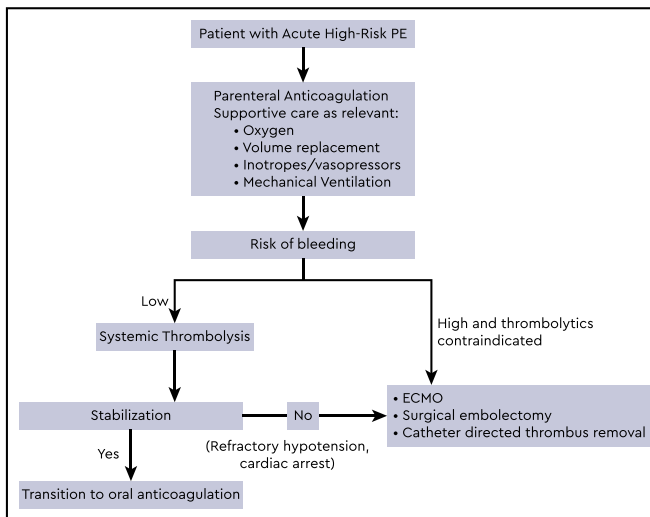 Patient with Acute High-Risk PE
Parenteral Anticoagulation
Supportive care as relevant:
• Oxygen
• Volume replacement
• Inotropes/vasopressors
• Mechanical Ventilation
Risk of bleeding
Low
High and thrombolytics
contraindicated
Systemic Thrombolysis
Stabilization
No
(Refractory hypotension,
cardiac arrest)
• ECMO
• Surgical embolectomy
• Catheter directed thrombus removal
Yes
Transition to oral anticoagulation